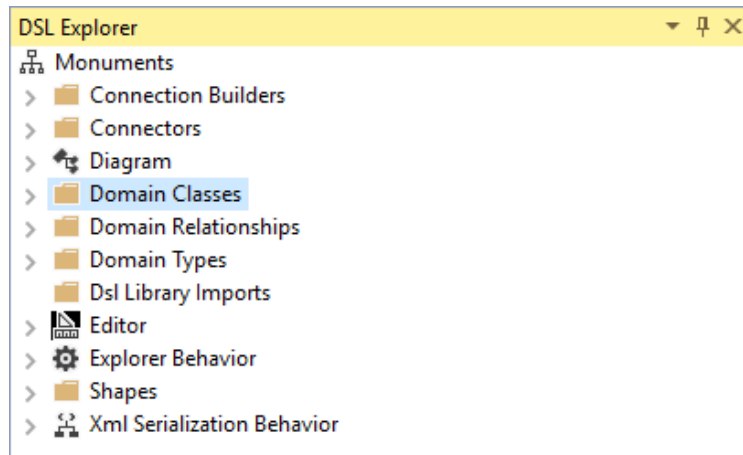 DSL Explorer
Monuments
Connection Builders
Connectors
Diagram
Domain Classes
Domain Relationships
Domain Types
Dsl Library Imports
Editor
Explorer Behavior
Shapes
Xml Serialization Behavior